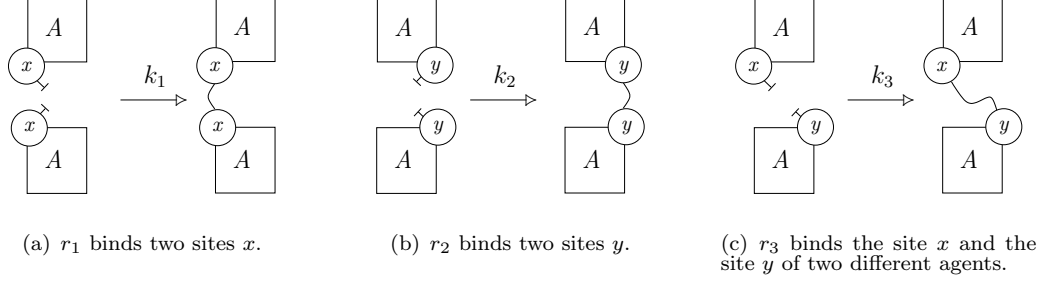 A A A A A A
x x y y x x
k1 k2 k3
x x y y y y
A A A A A A
(a) r1 binds two sites x.
(b) r2 binds two sites y.
(c) r3 binds the site x and the
site y of two different agents.